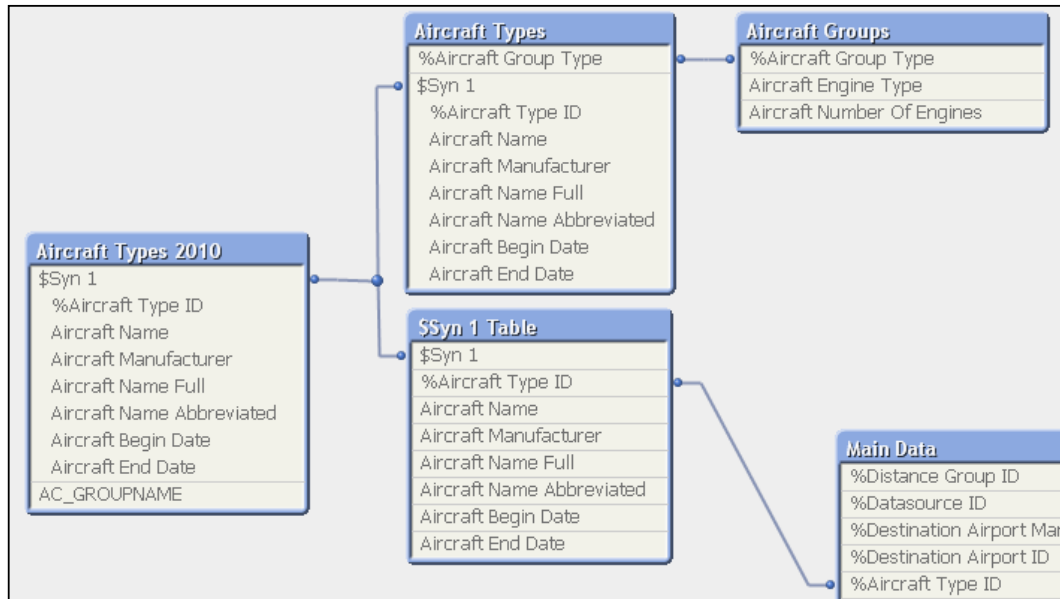 Aircraft Types
%Aircraft Group Type
$Syn 1
%Aircraft Type ID
Aircraft Name
Aircraft Manufacturer
Aircraft Name Full
Aircraft Name Abbreviated
Aircraft Begin Date
Aircraft End Date
Aircraft Groups
%Aircraft Group Type
Aircraft Engine Type
Aircraft Number Of Engines
Aircraft Types 2010
$Syn 1
%Aircraft Type ID
Aircraft Name
Aircraft Manufacturer
Aircraft Name Full
Aircraft Name Abbreviated
Aircraft Begin Date
Aircraft End Date
AC_GROUPNAME
$Syn 1 Table
$Syn 1
%Aircraft Type ID
Aircraft Name
Aircraft Manufacturer
Aircraft Name Full
Aircraft Name Abbreviated
Aircraft Begin Date
Aircraft End Date
Main Data
%Distance Group ID
%Datasource ID
%Destination Airport Mar
%Destination Airport ID
%Aircraft Type ID